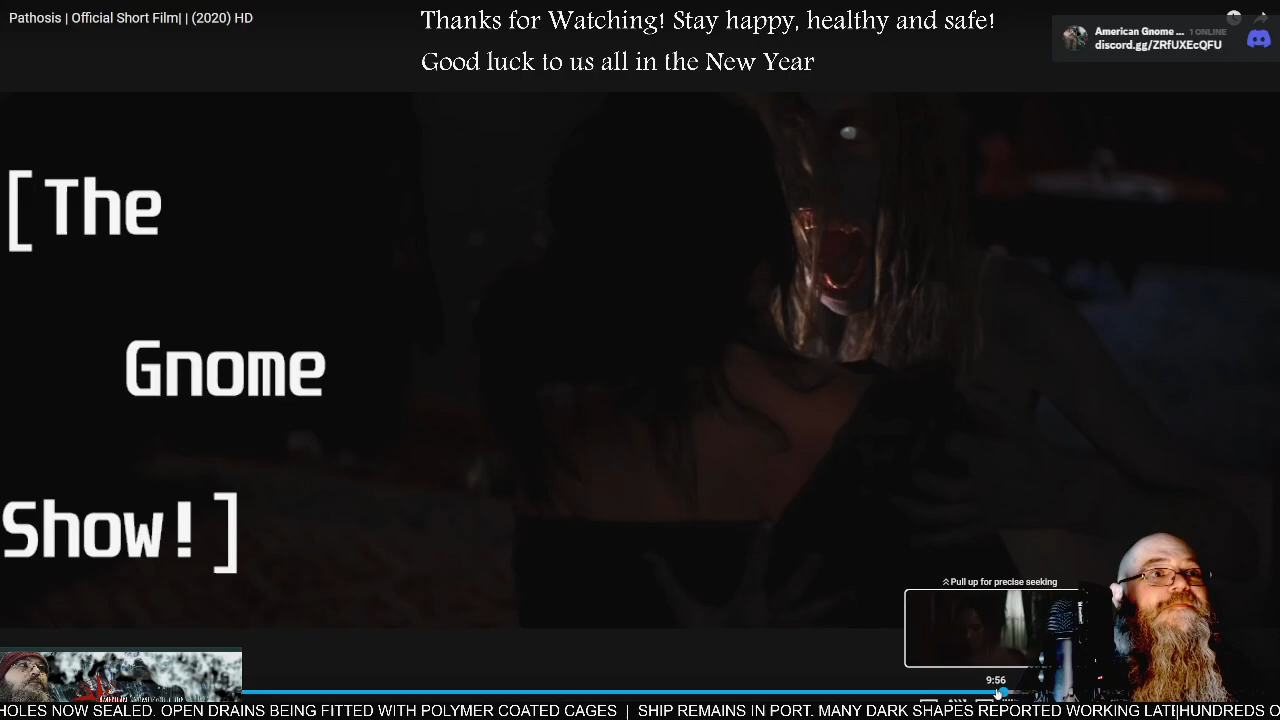 Pathosis | Official Short Film| | (2020) HD
Thanks for Watching! Stay happy, healthy and safe!
Good luck to us all in the New Year
American Gnome ... 1 ONLINE
discord.gg/ZRfUXEcQFU
[The
Gnome
Show!]
Pull up for precise seeking
9:56
HOLES NOW SEALED. OPEN DRAINS BEING FITTED WITH POLYMER COATED CAGES | SHIP REMAINS IN PORT. MANY DARK SHAPES REPORTED WORKING